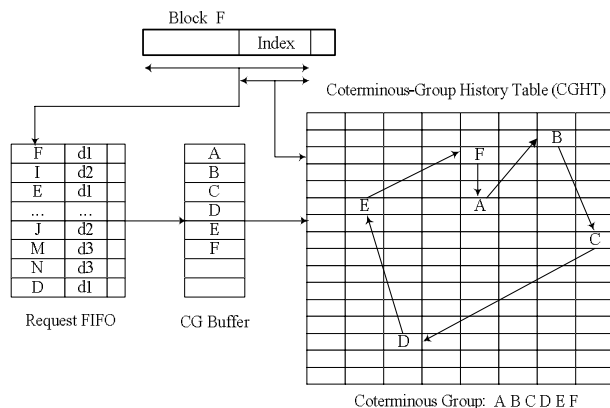 Block F
Index
Coterminous-Group History Table (CGHT)
F d1
I d2
E d1
... ...
J d2
M d3
N d3
D d1
Request FIFO
A
B
C
D
E
F
CG Buffer
B
F
E
A
C
D
Coterminous Group: A B C D E F